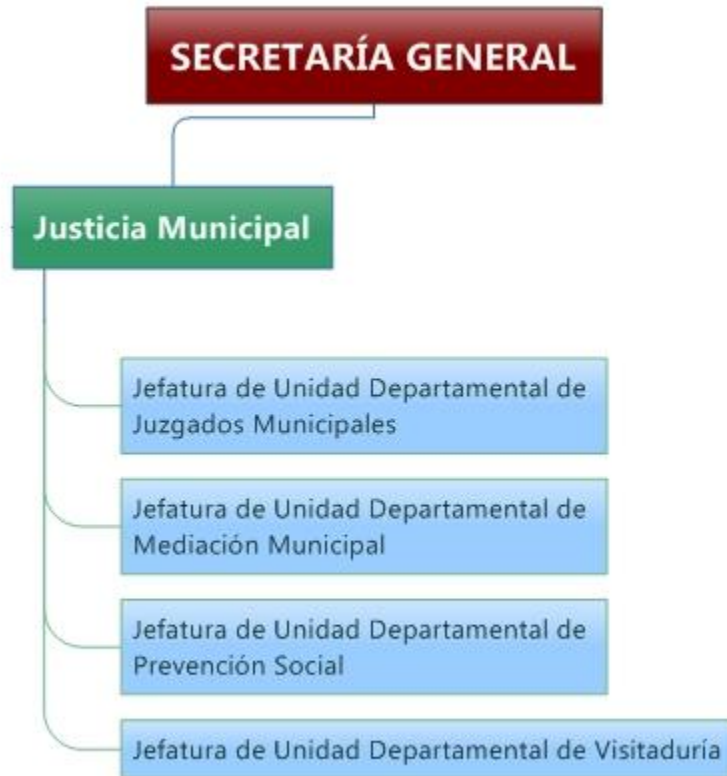 SECRETARÍA GENERAL
Justicia Municipal
Jefatura de Unidad Departamental de
Juzgados Municipales
Jefatura de Unidad Departamental de
Mediación Municipal
Jefatura de Unidad Departamental de
Prevención Social
Jefatura de Unidad Departamental de Visitaduría